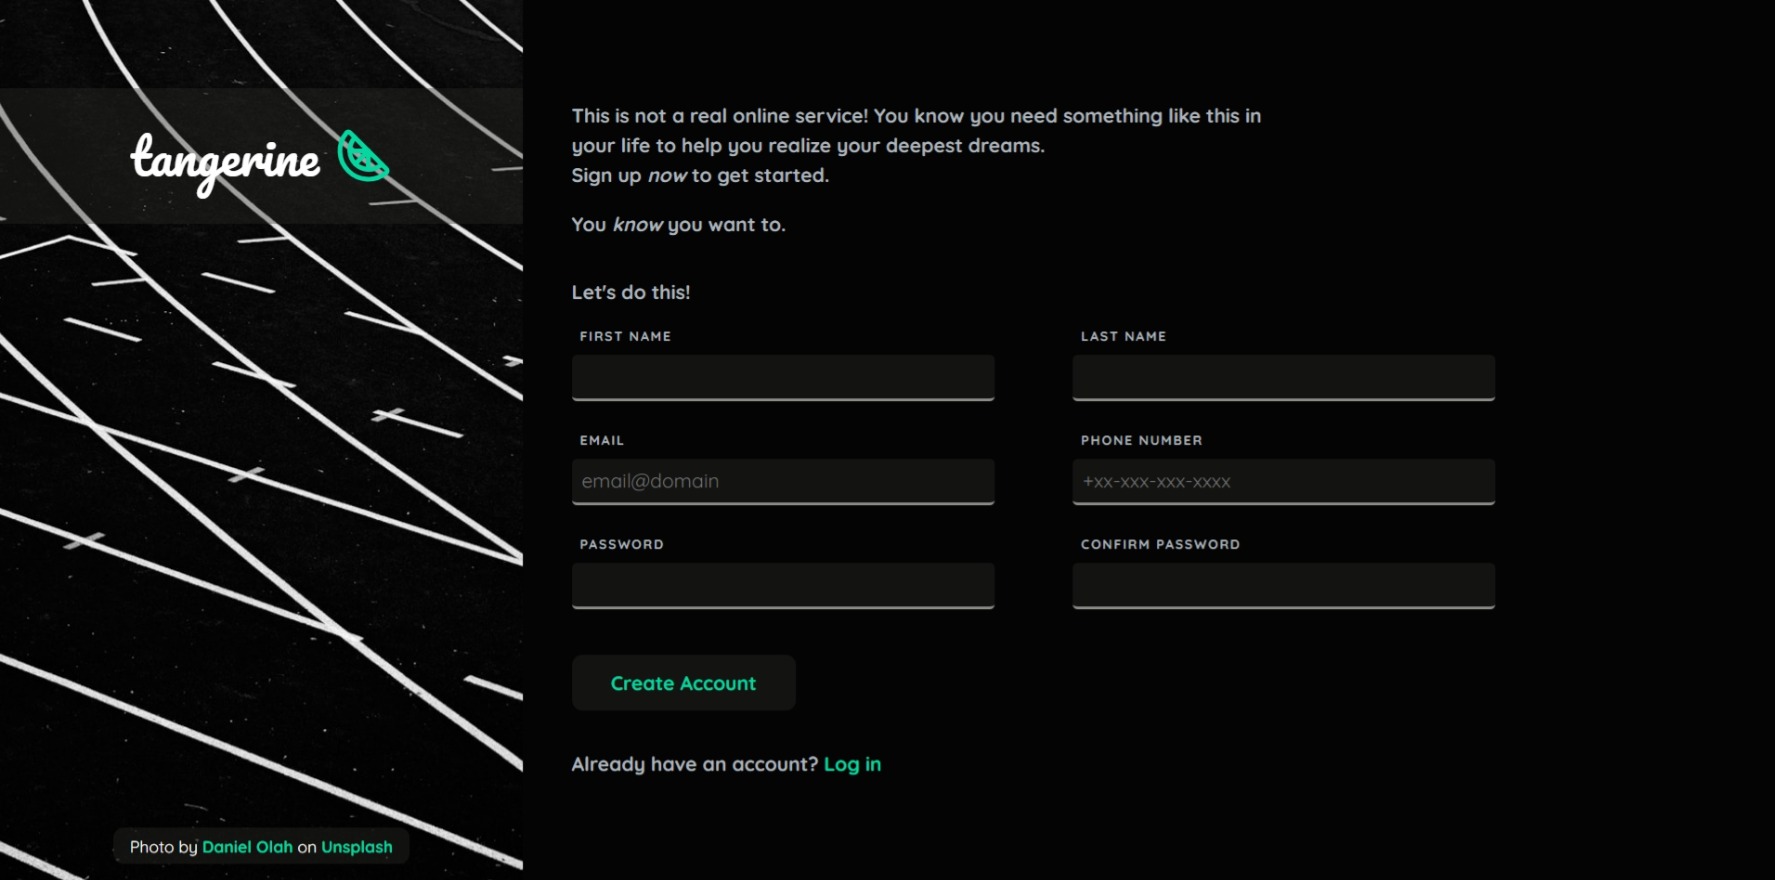 tangerine
This is not a real online service! You know you need something like this in
your life to help you realize your deepest dreams.
Sign up now to get started.
You know you want to.
Let's do this!
FIRST NAME
LAST NAME
EMAIL
PHONE NUMBER
email@domain
+xx-xxx-xxx-xxxx
PASSWORD
CONFIRM PASSWORD
Create Account
Already have an account? Log in
Photo by Daniel Olah on Unsplash